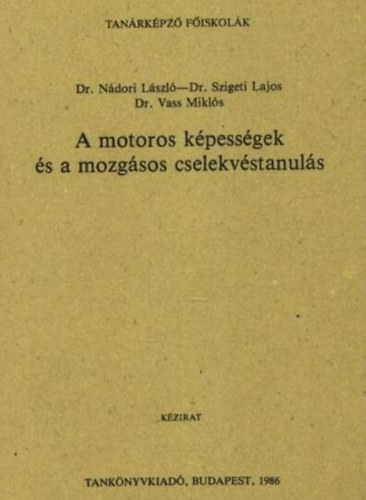 TANÁRKÉPZŐ FŐISKOLÁK
Dr. Nádori László—Dr. Szigeti Lajos
Dr. Vass Miklós
A motoros képességek
és a mozgásos cselekvéstanulás
KÉZIRAT
TANKÖNYVKIADÓ, BUDAPEST, 1986